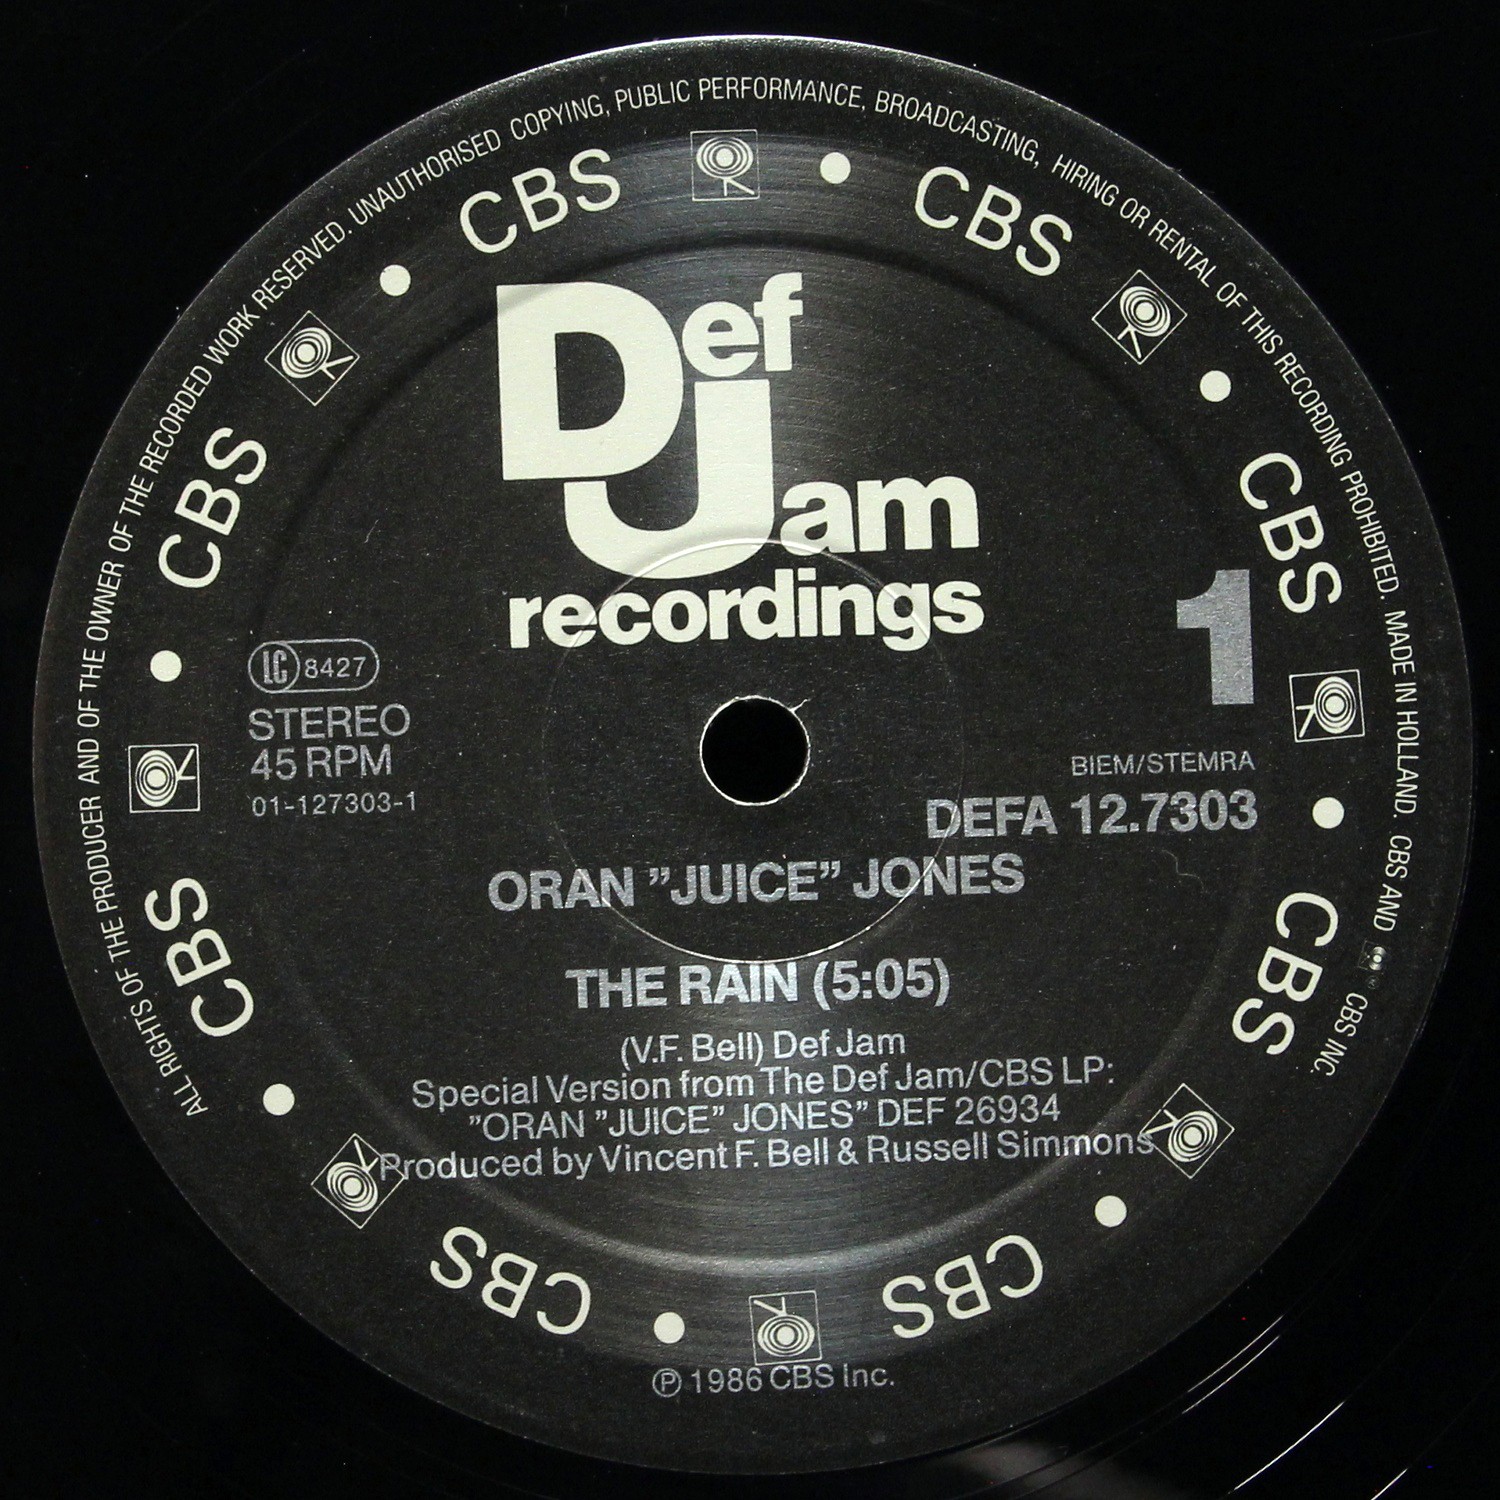 ALL RIGHTS OF THE PRODUCER AND OF THE OWNER OF THE RECORDED WORK RESERVED. UNAUTHORISED COPYING, PUBLIC PERFORMANCE, BROADCASTING, HIRING OR RENTAL OF THIS RECORDING PROHIBITED. MADE IN HOLLAND. CBS AND CBS INC.
CBS • CBS • CBS • CBS • CBS • CBS • CBS • CBS •
Def
Jam
recordings
1
LC 8427
STEREO
45 RPM
01-127303-1
BIEM/STEMRA
DEFA 12.7303
ORAN "JUICE" JONES
THE RAIN (5:05)
(V.F. Bell) Def Jam
Special Version from The Def Jam/CBS LP:
"ORAN "JUICE" JONES" DEF 26934
Produced by Vincent F. Bell & Russell Simmons
℗ 1986 CBS Inc.